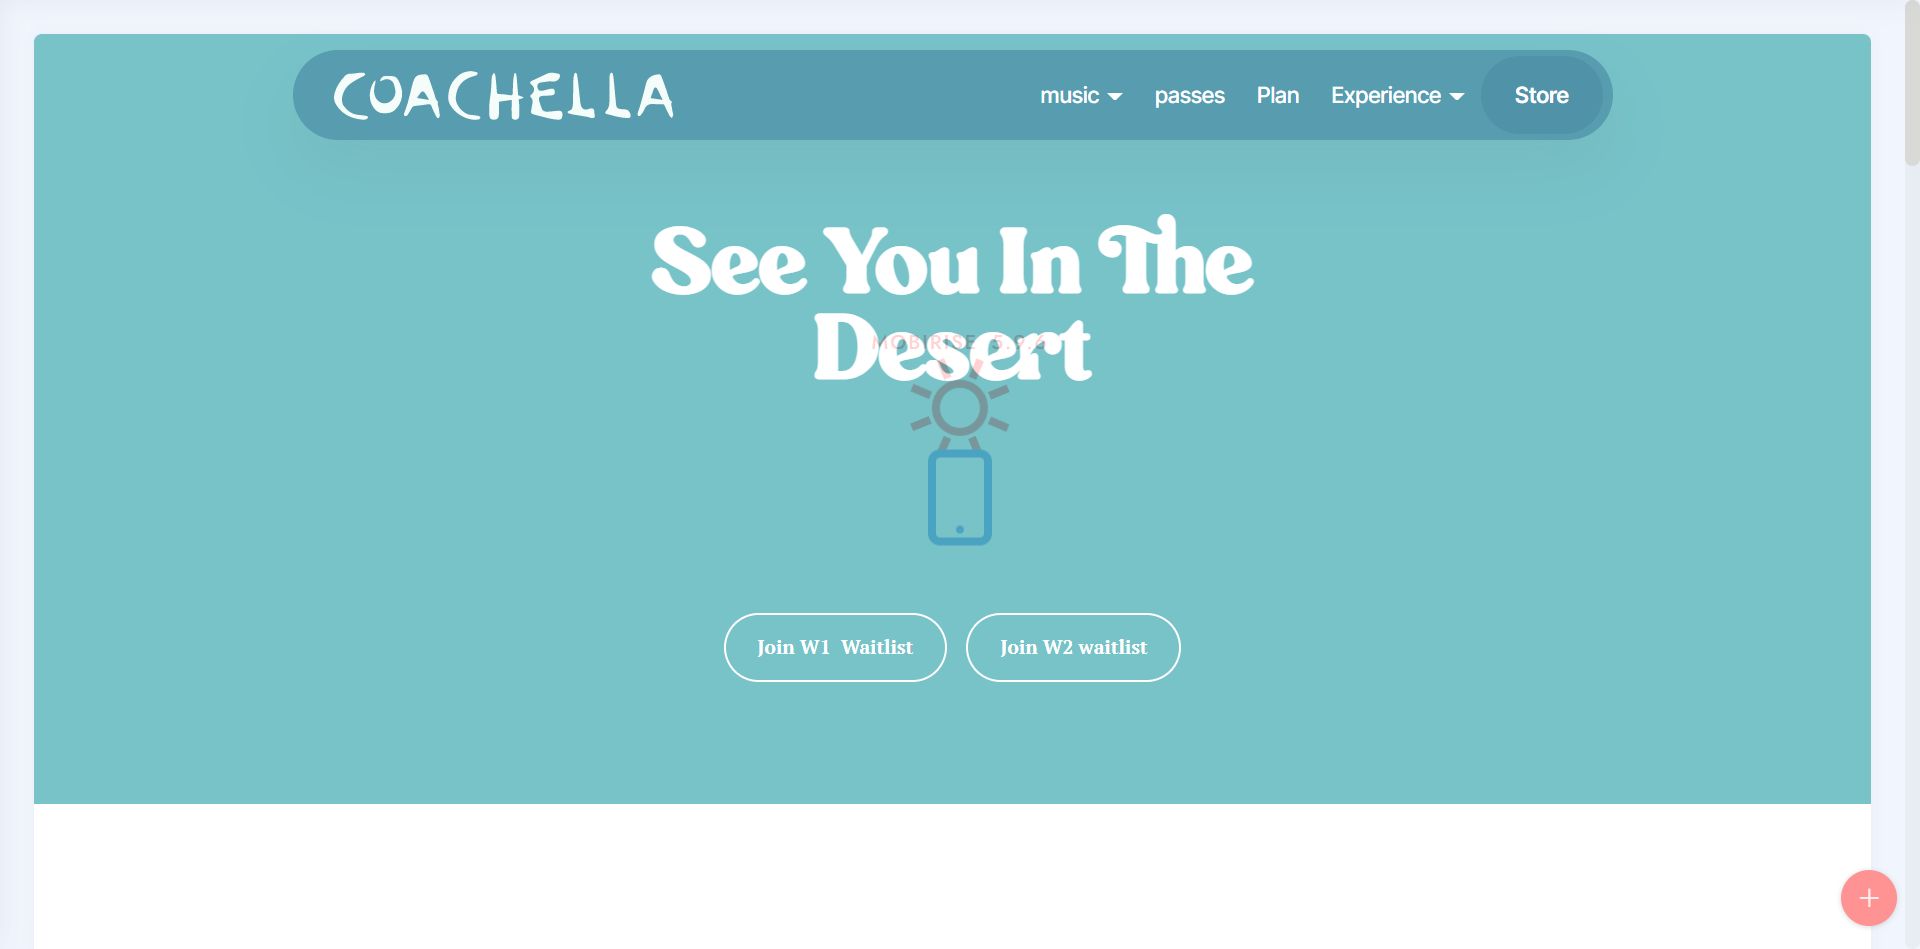 COACHELLA
music passes Plan Experience Store
See You In The
Desert
MOBIRISE 5.9.6
Join W1 Waitlist Join W2 waitlist